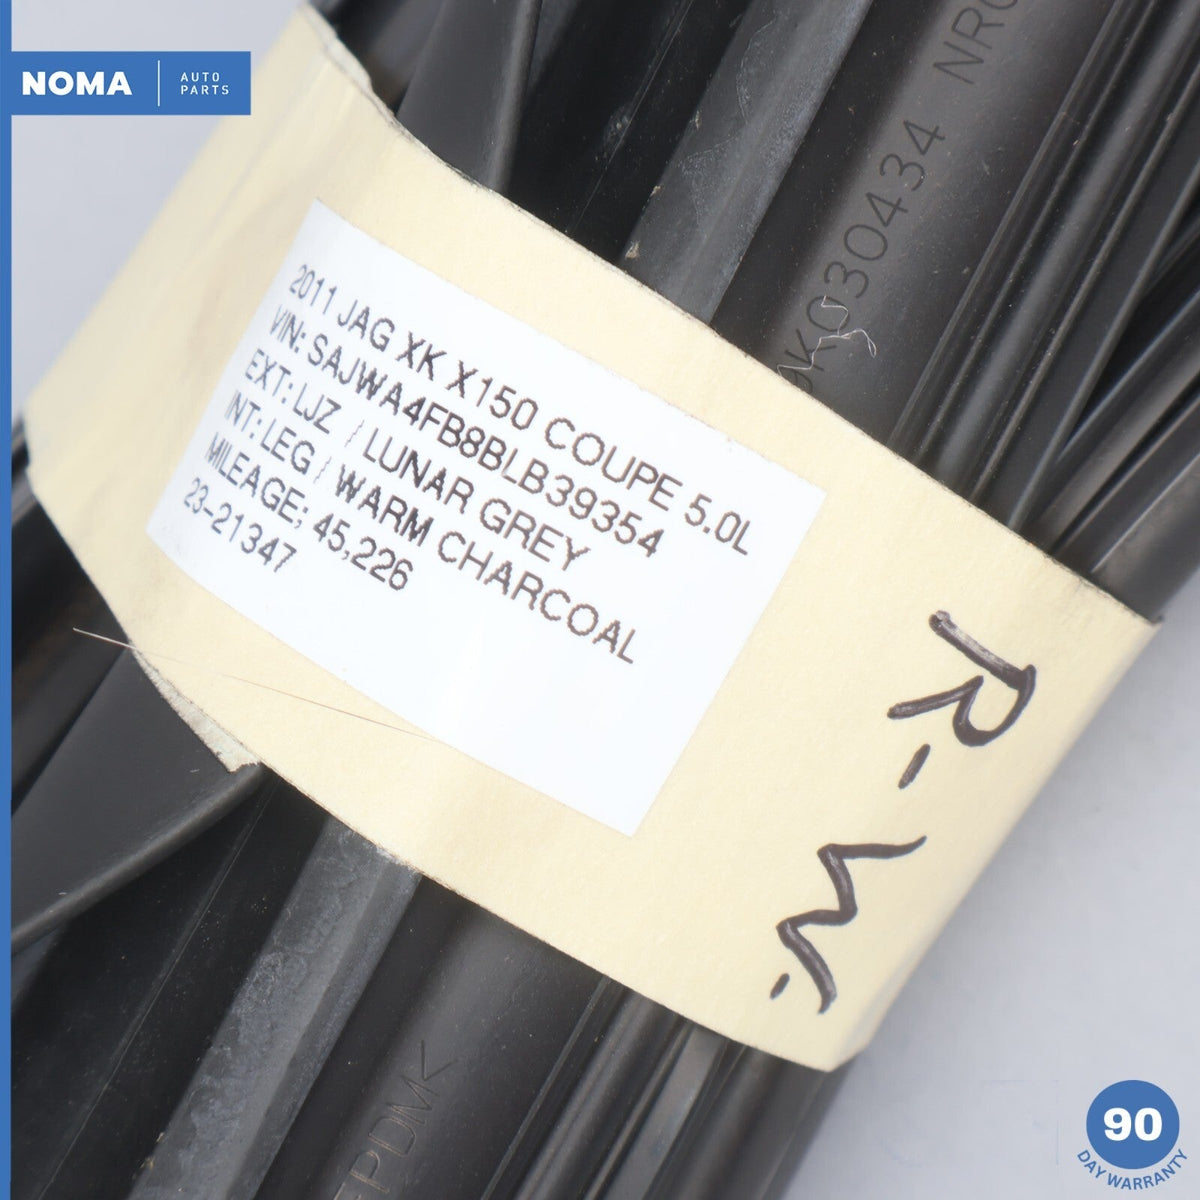 NOMA
AUTO
PARTS
030434
2011 JAG XK X150 COUPE 5.0L
VIN: SAJWA4FB8BLB39354
EXT: LJZ / LUNAR GREY
INT: LEG / WARM CHARCOAL
MILEAGE; 45,226
23-21347
R-W.
90
DAY WARRANTY